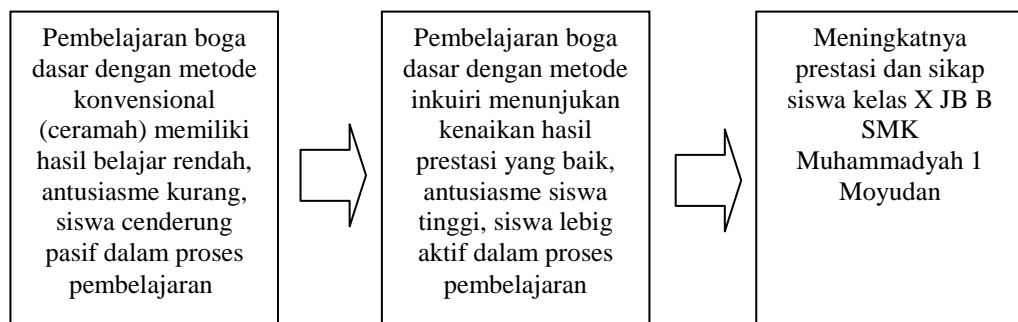 Pembelajaran boga
dasar dengan metode
konvensional
(ceramah) memiliki
hasil belajar rendah,
antusiasme kurang,
siswa cenderung
pasif dalam proses
pembelajaran
Pembelajaran boga
dasar dengan metode
inkuiri menunjukan
kenaikan hasil
prestasi yang baik,
antusiasme siswa
tinggi, siswa lebig
aktif dalam proses
pembelajaran
Meningkatnya
prestasi dan sikap
siswa kelas X JB B
SMK
Muhammadyah 1
Moyudan